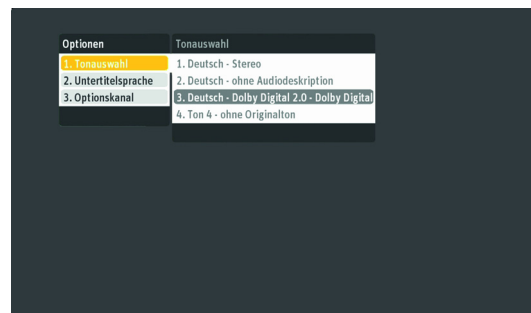 Optionen
1. Tonauswahl
2. Untertitelsprache
3. Optionskanal
Tonauswahl
1. Deutsch - Stereo
2. Deutsch - ohne Audiodeskription
3. Deutsch - Dolby Digital 2.0 - Dolby Digital
4. Ton 4 - ohne Originalton